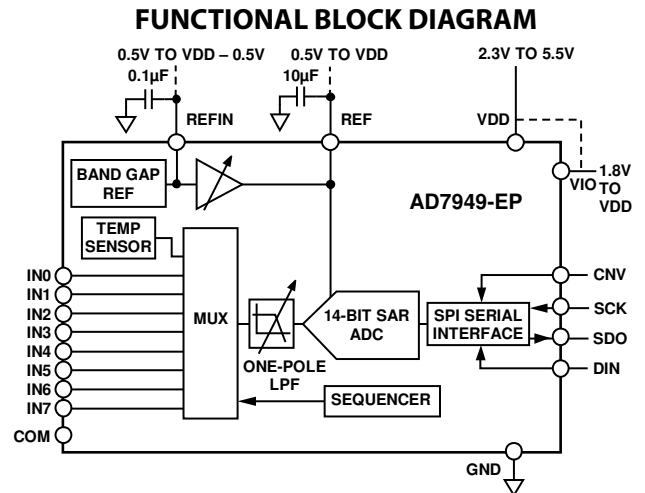 FUNCTIONAL BLOCK DIAGRAM
0.5V TO VDD – 0.5V
0.5V TO VDD
2.3V TO 5.5V
0.1µF
10µF
REFIN
REF
VDD
BAND GAP
REF
VIO
1.8V
TO
VDD
AD7949-EP
TEMP
SENSOR
IN0
IN1
IN2
IN3
IN4
IN5
IN6
IN7
COM
MUX
ONE-POLE
LPF
14-BIT SAR
ADC
SPI SERIAL
INTERFACE
CNV
SCK
SDO
DIN
SEQUENCER
GND